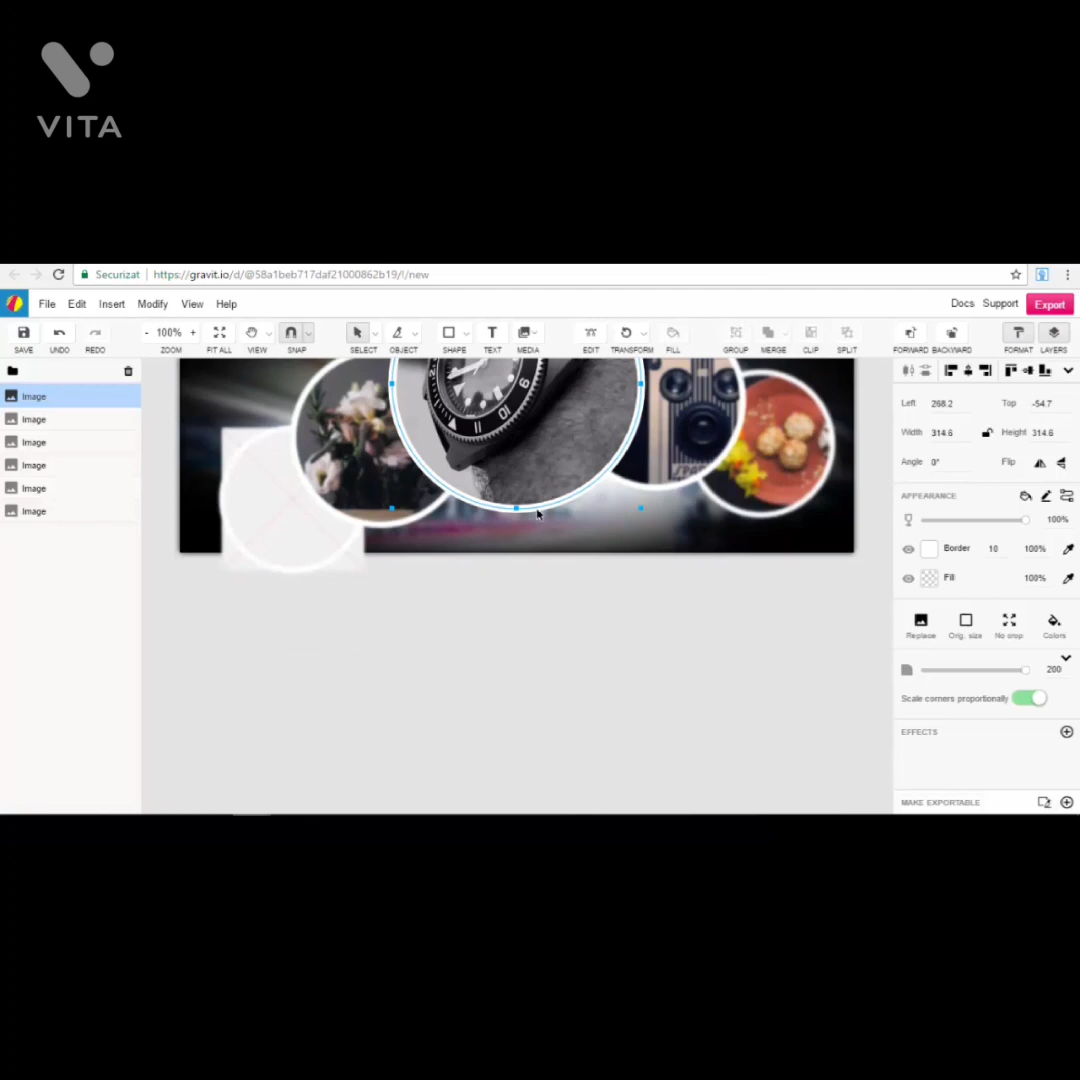 VITA
Securizat https://gravit.io/d/@58a1beb717daf21000862b19/!/new
File Edit Insert Modify View Help Docs Support Export
- 100% +
SAVE UNDO REDO ZOOM FIT ALL VIEW SNAP SELECT OBJECT SHAPE TEXT MEDIA EDIT TRANSFORM FILL GROUP MERGE CLIP SPLIT FORWARD BACKWARD FORMAT LAYERS
Image
Image
Image
Image
Image
Image
6
01
11
Left 268.2 Top -54.7
Width 314.6 Height 314.6
Angle 0° Flip
APPEARANCE
100%
Border 10 100%
Fill 100%
Replace Orig. size No crop Colors
200
Scale corners proportionally
EFFECTS
MAKE EXPORTABLE